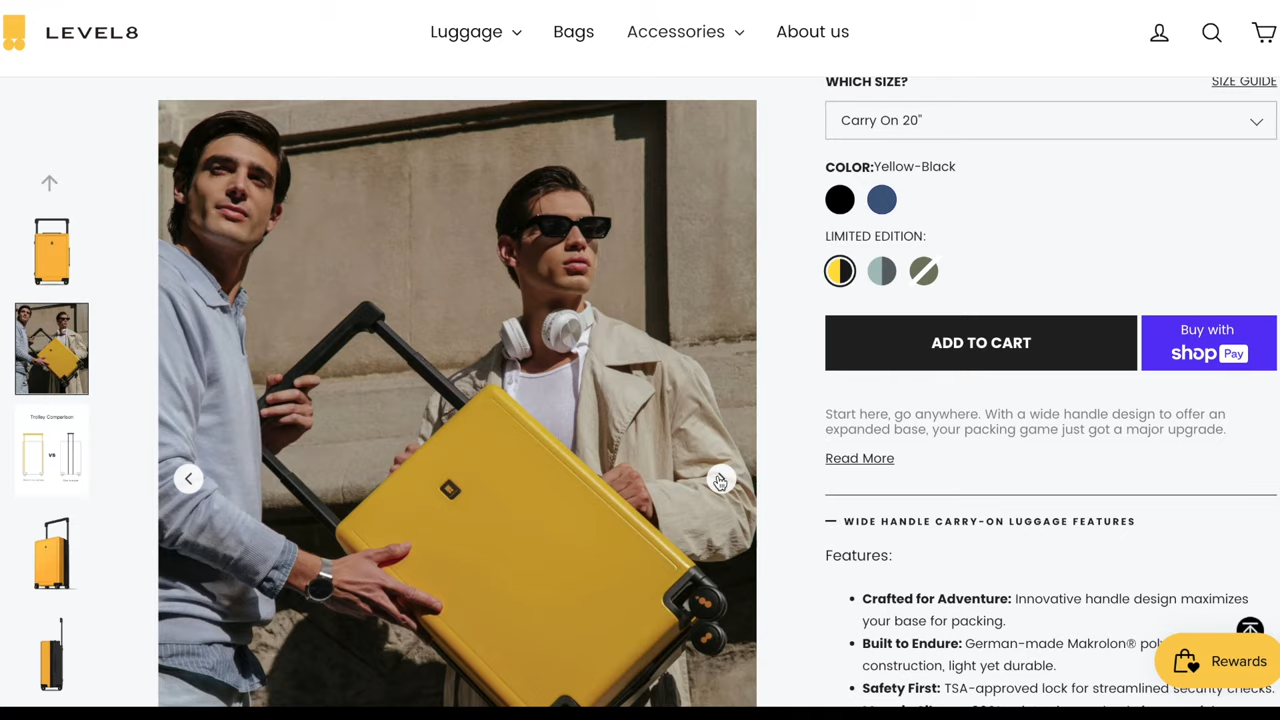 LEVEL8
Luggage
Bags
Accessories
About us
WHICH SIZE?
SIZE GUIDE
Carry On 20"
COLOR:Yellow-Black
LIMITED EDITION:
ADD TO CART
Buy with
shop Pay
Start here, go anywhere. With a wide handle design to offer an
expanded base, your packing game just got a major upgrade.
Read More
WIDE HANDLE CARRY-ON LUGGAGE FEATURES
Features:
Crafted for Adventure: Innovative handle design maximizes
your base for packing.
Built to Endure: German-made Makrolon®
construction, light yet durable.
Safety First: TSA-approved lock for streamlined security checks.
Rewards
Trolley Comparison
VS